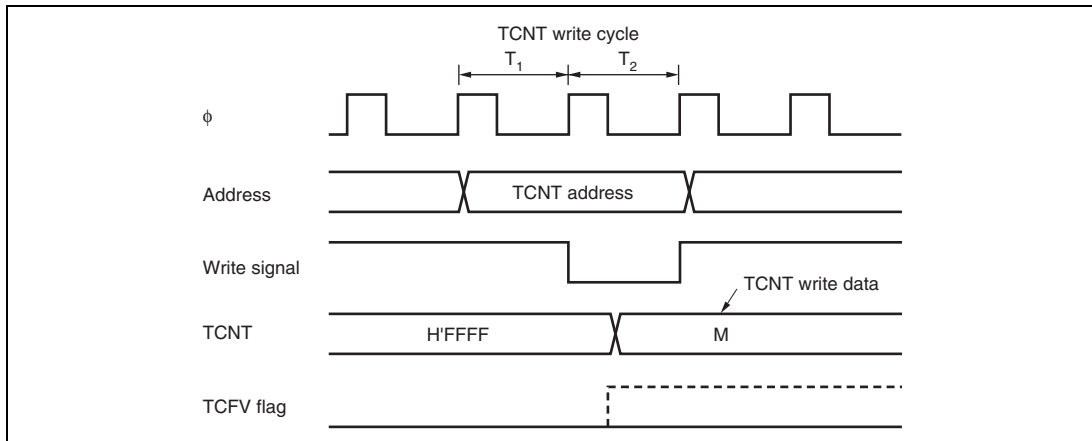 TCNT write cycle
T1 T2
ϕ
Address
TCNT address
Write signal
TCNT write data
TCNT
H'FFFF M
TCFV flag